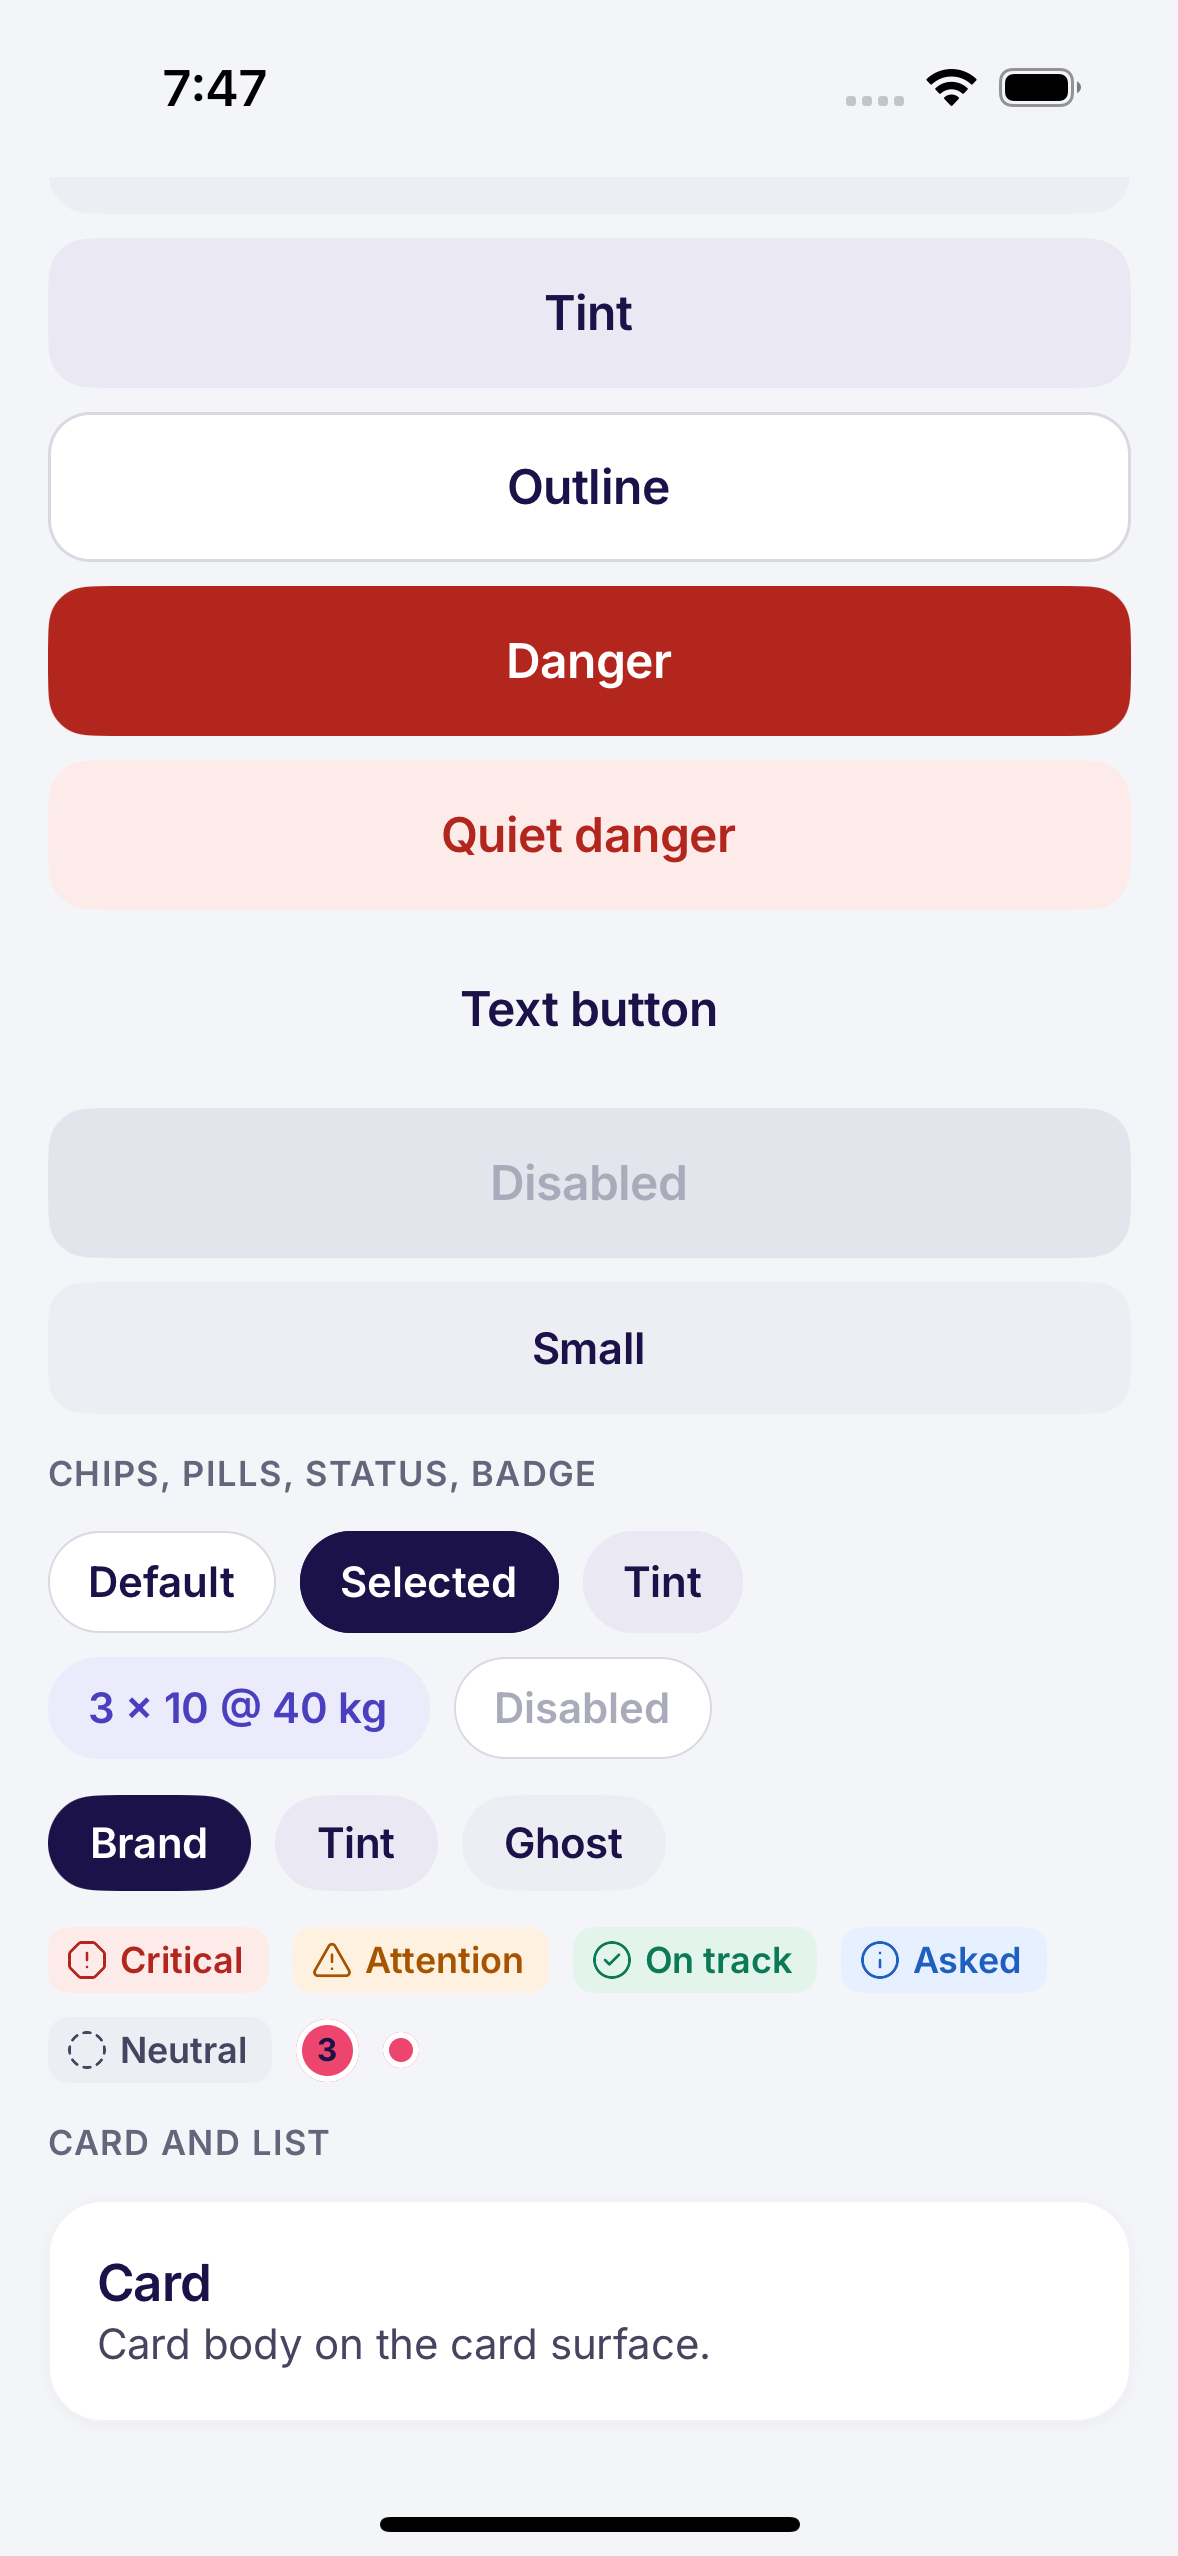 7:47
Tint
Outline
Danger
Quiet danger
Text button
Disabled
Small
CHIPS, PILLS, STATUS, BADGE
Default Selected Tint
3 × 10 @ 40 kg Disabled
Brand Tint Ghost
Critical Attention On track Asked
Neutral 3
CARD AND LIST
Card
Card body on the card surface.